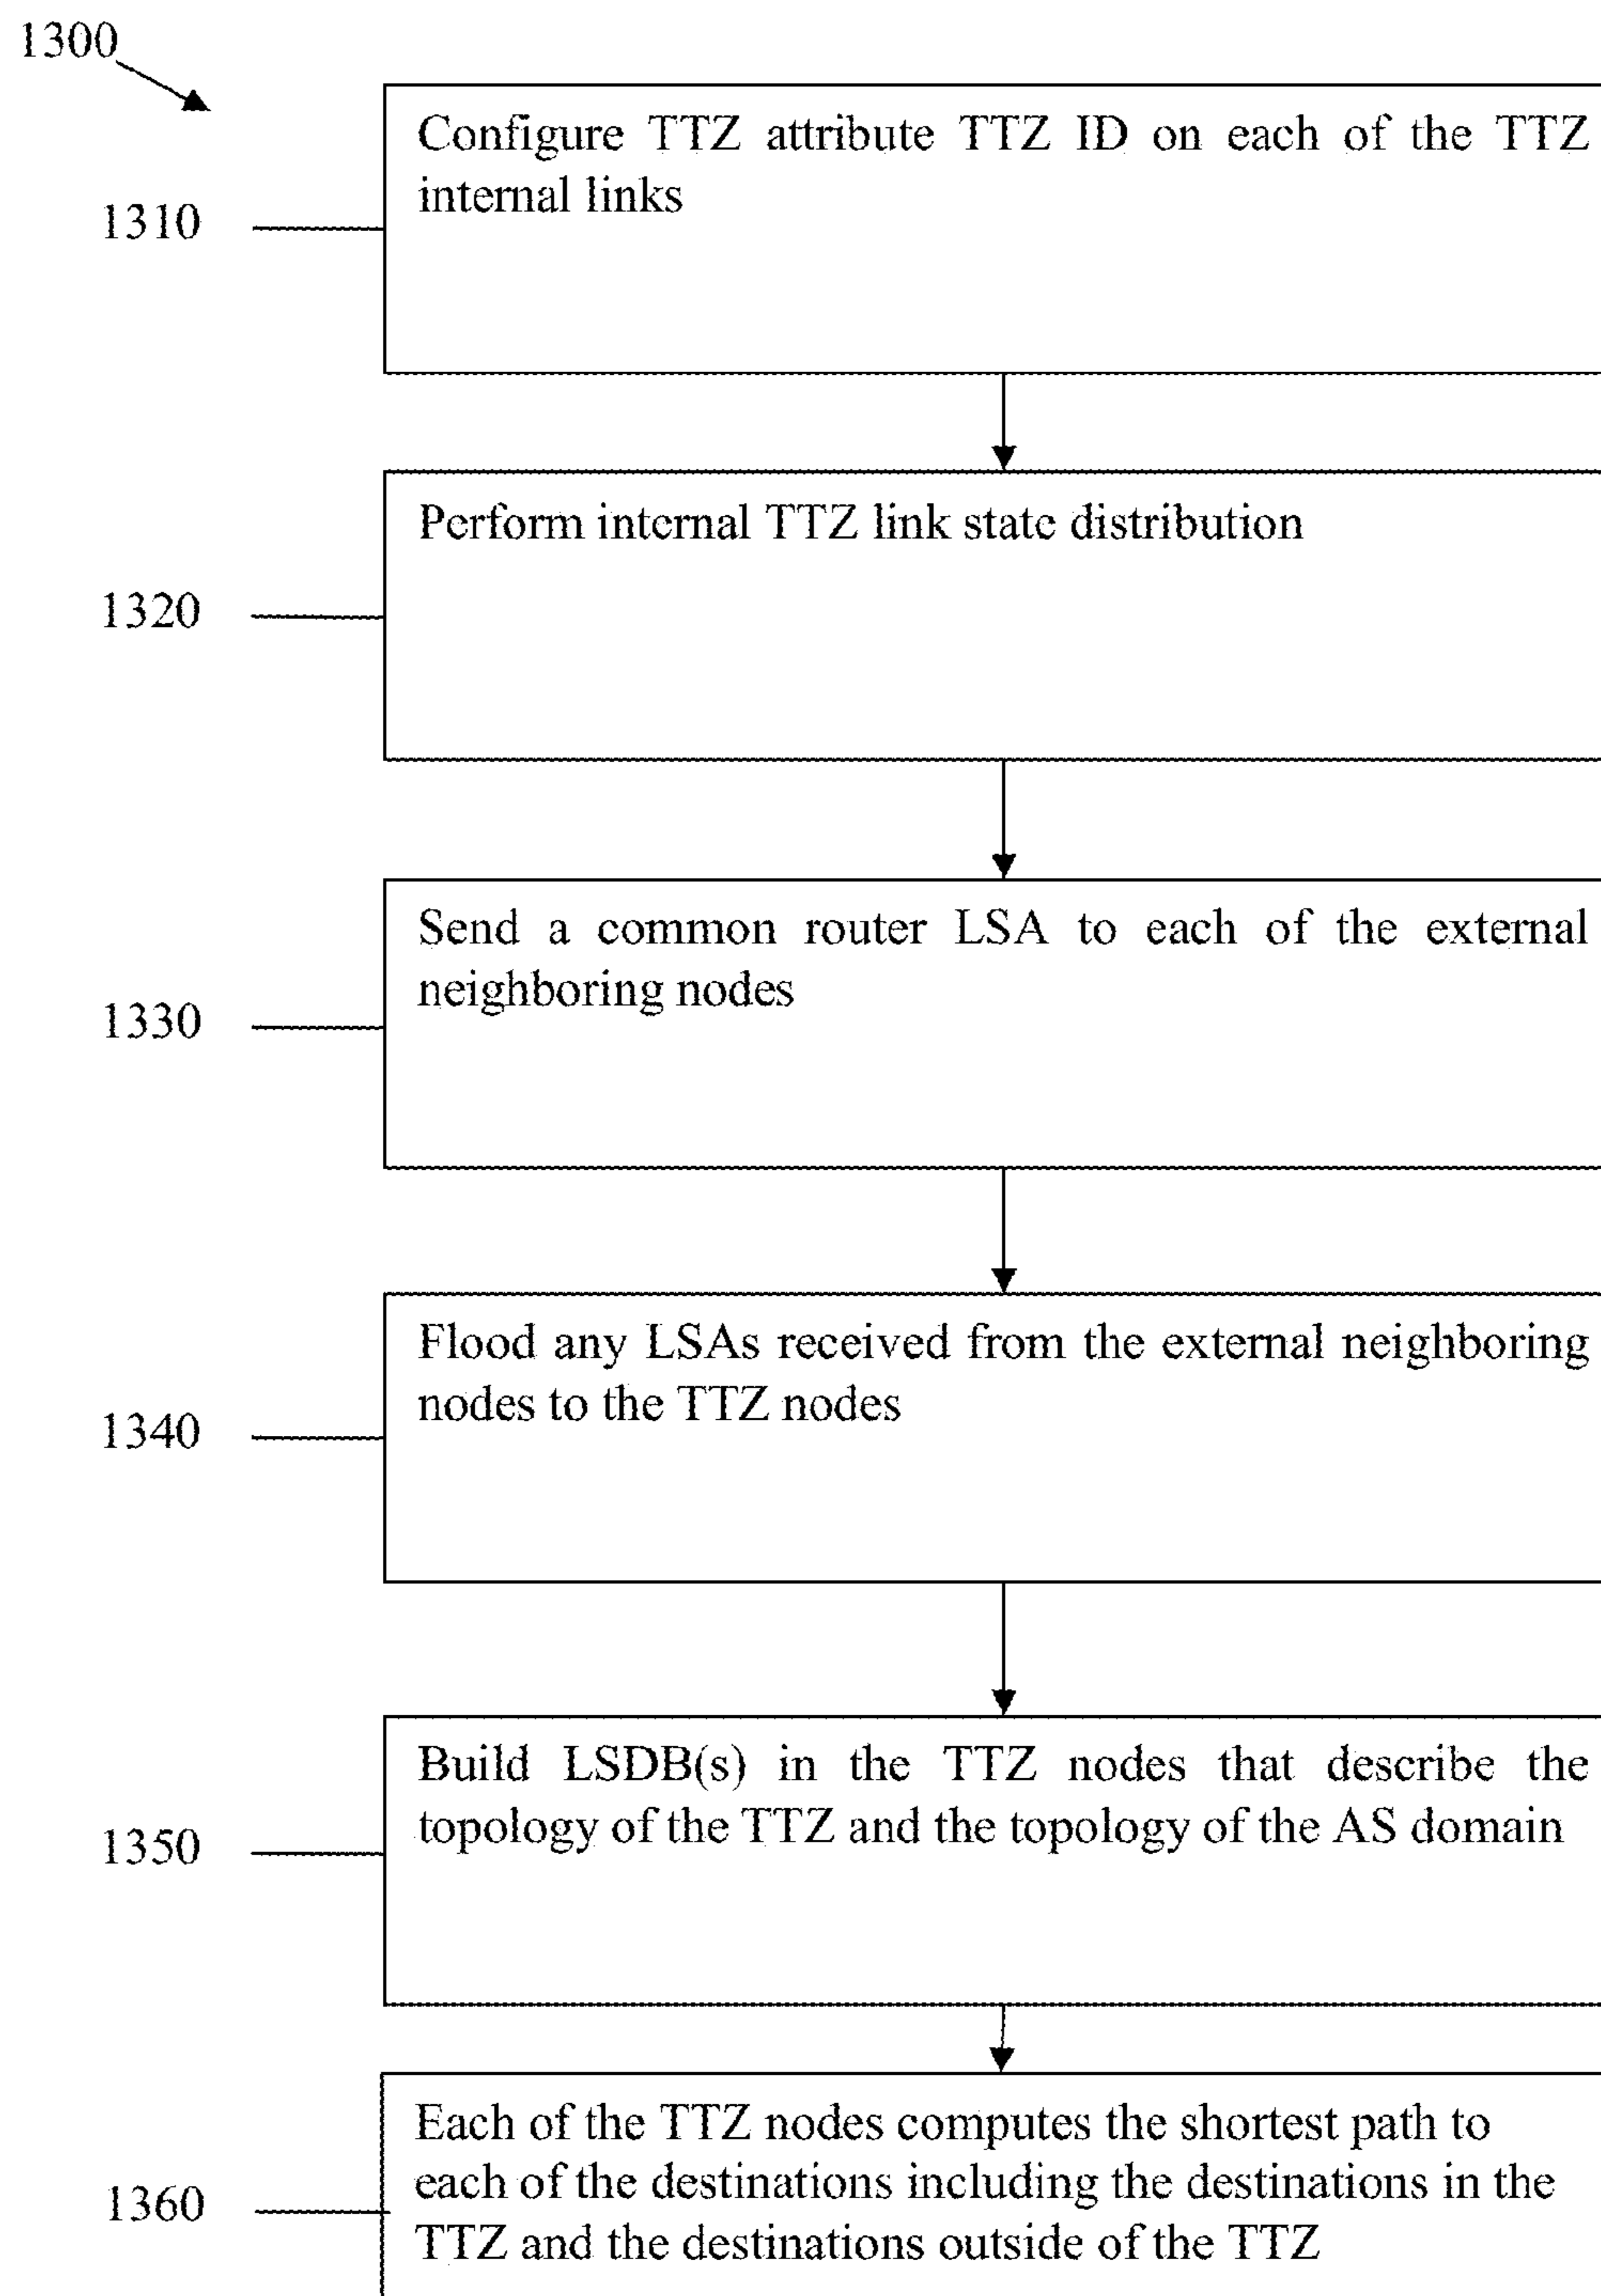 1300
Configure TTZ attribute TTZ ID on each of the TTZ
internal links
1310
Perform internal TTZ link state distribution
1320
Send a common router LSA to each of the external
neighboring nodes
1330
Flood any LSAs received from the external neighboring
nodes to the TTZ nodes
1340
Build LSDB(s) in the TTZ nodes that describe the
topology of the TTZ and the topology of the AS domain
1350
Each of the TTZ nodes computes the shortest path to
each of the destinations including the destinations in the
TTZ and the destinations outside of the TTZ
1360